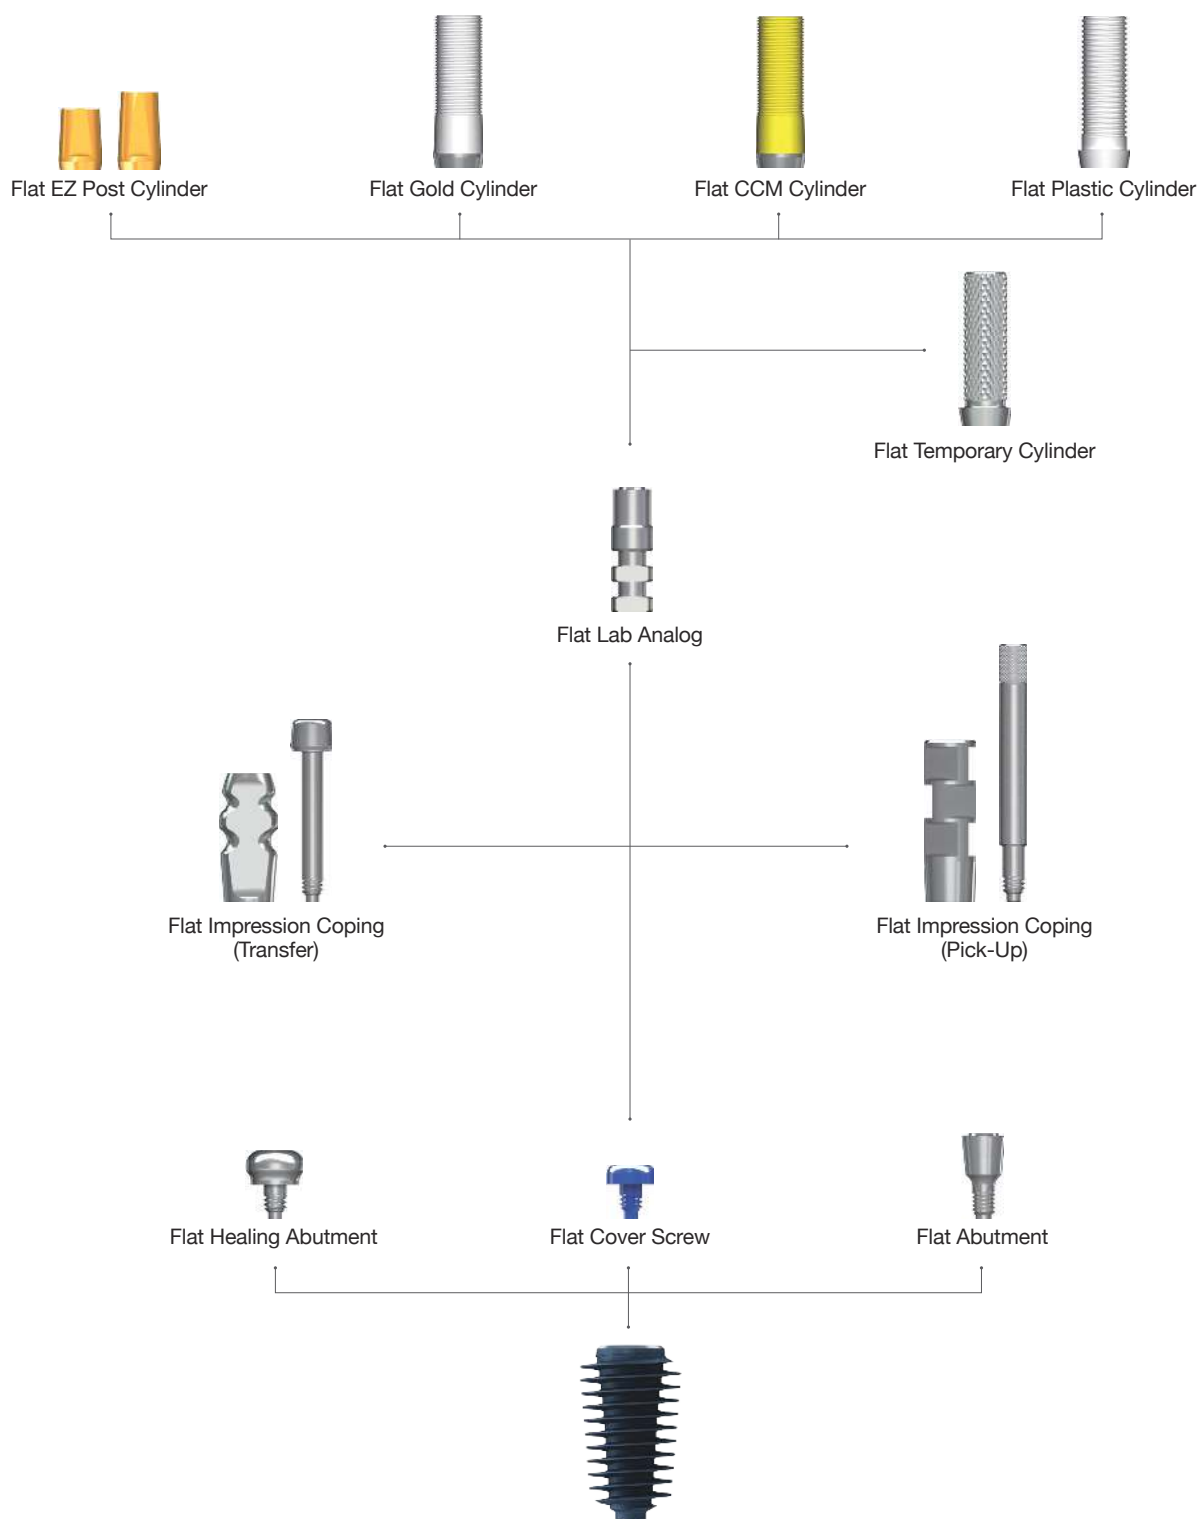 Flat EZ Post Cylinder
Flat Gold Cylinder
Flat CCM Cylinder
Flat Plastic Cylinder
Flat Temporary Cylinder
Flat Lab Analog
Flat Impression Coping
(Transfer)
Flat Impression Coping
(Pick-Up)
Flat Healing Abutment
Flat Cover Screw
Flat Abutment